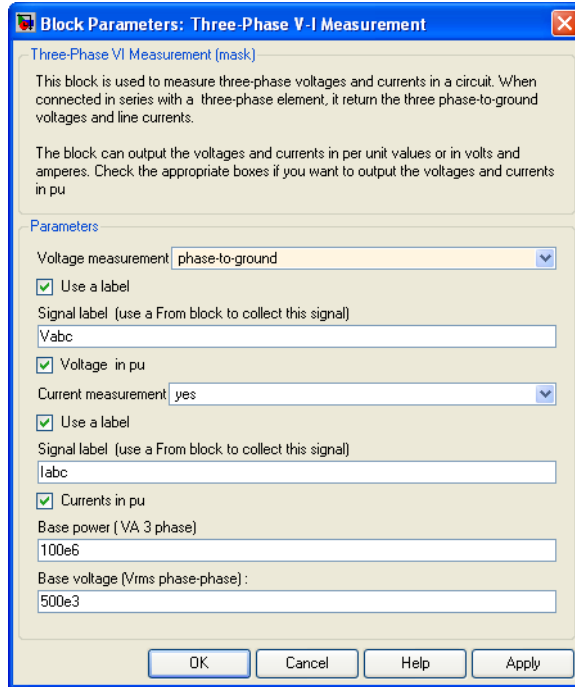 Block Parameters: Three-Phase V-I Measurement
Three-Phase VI Measurement (mask)
This block is used to measure three-phase voltages and currents in a circuit. When
connected in series with a  three-phase element, it return the three phase-to-ground
voltages and line currents.
The block can output the voltages and currents in per unit values or in volts and
amperes. Check the appropriate boxes if you want to output the voltages and currents
in pu
Parameters
Voltage measurement phase-to-ground
Use a label
Signal label  (use a From block to collect this signal)
Vabc
Voltage  in pu
Current measurement yes
Use a label
Signal label  (use a From block to collect this signal)
Iabc
Currents in pu
Base power ( VA 3 phase)
100e6
Base voltage (Vrms phase-phase) :
500e3
OK Cancel Help Apply